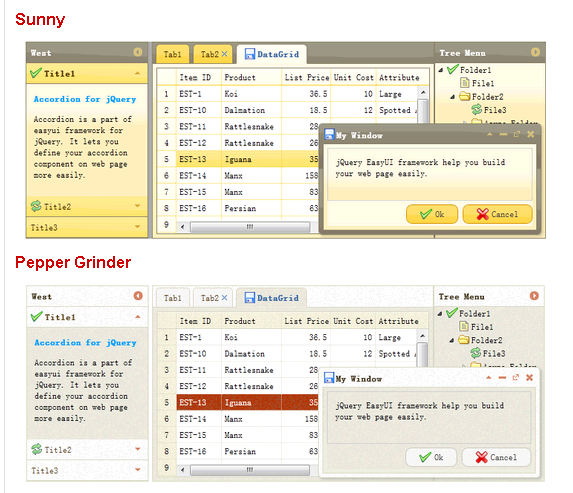 Sunny
West
Title1
Accordion for jQuery
Accordion is a part of
easyui framework for
jQuery. It lets you
define your accordion
component on web page
more easily.
Title2
Title3
Tab1 Tab2 DataGrid
Item ID Product List Price Unit Cost Attribute
1 EST-1 Koi 36.5 10 Large
2 EST-10 Dalmation 18.5 12 Spotted
3 EST-11 Rattlesnake 28
4 EST-12 Rattlesnake 26
5 EST-13 Iguana 35
6 EST-14 Manx 158
7 EST-15 Manx 83
8 EST-16 Persian 63
9
Tree Menu
Folder1
File1
Folder2
File3
My Window
jQuery EasyUI framework help you build
your web page easily.
Ok Cancel
Pepper Grinder
West
Title1
Accordion for jQuery
Accordion is a part of
easyui framework for
jQuery. It lets you
define your accordion
component on web page
more easily.
Title2
Title3
Tab1 Tab2 DataGrid
Item ID Product List Price Unit Cost Attribute
1 EST-1 Koi 36.5 10 Large
2 EST-10 Dalmation 18.5 12 Spotted
3 EST-11 Rattlesnake 28
4 EST-12 Rattlesnake 26
5 EST-13 Iguana 35
6 EST-14 Manx 158
7 EST-15 Manx 83
8 EST-16 Persian 63
9
Tree Menu
Folder1
File1
Folder2
File3
My Window
jQuery EasyUI framework help you build
your web page easily.
Ok Cancel